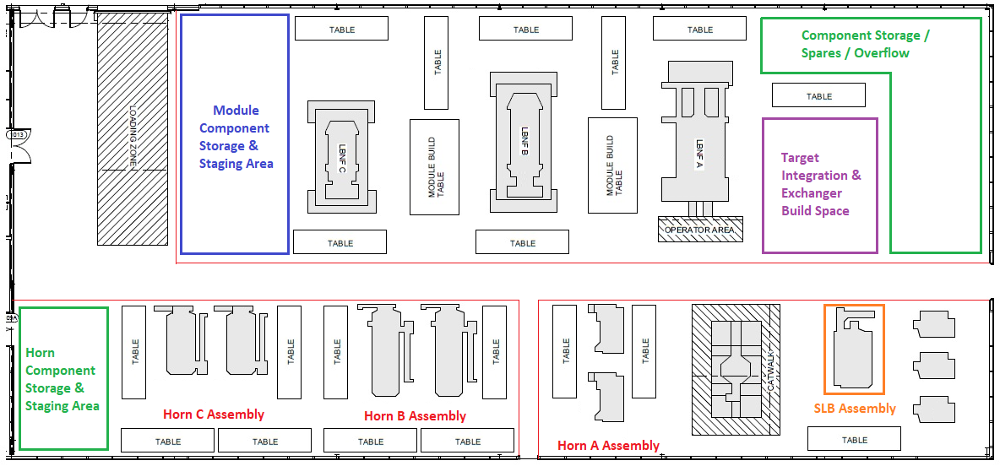 TABLE
TABLE
TABLE
Component Storage /
Spares / Overflow
TABLE
TABLE
TABLE
LOADING ZONE
Module
Component
Storage &
Staging Area
1013
LBNF C
MODULE BUILD
TABLE
LBNF B
MODULE BUILD
TABLE
LBNF A
Target
Integration &
Exchanger
Build Space
TABLE
TABLE
OPERATOR AREA
Horn
Component
Storage &
Staging Area
TABLE
TABLE
TABLE
TABLE
TABLE
TABLE
CATWALK
Horn C Assembly
Horn B Assembly
Horn A Assembly
SLB Assembly
TABLE
TABLE
TABLE
TABLE
TABLE